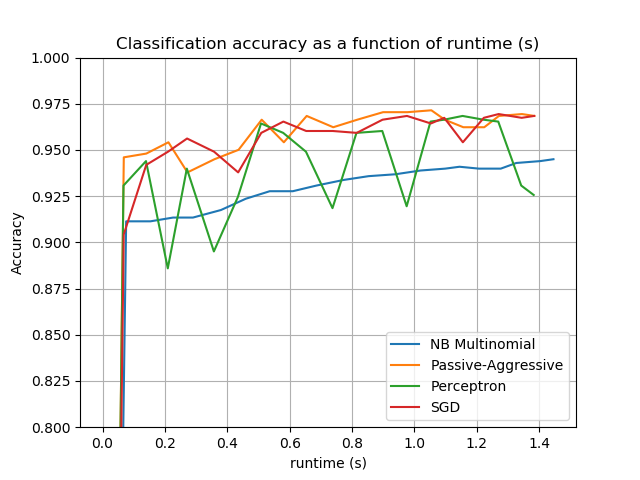 Classification accuracy as a function of runtime (s)
1.000
0.975
0.950
0.925
0.900
0.875
0.850
0.825
0.800
Accuracy
NB Multinomial
Passive-Aggressive
Perceptron
SGD
0.0 0.2 0.4 0.6 0.8 1.0 1.2 1.4
runtime (s)